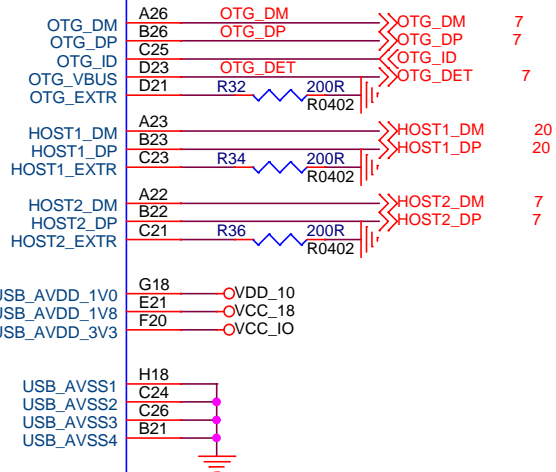 OTG_DM A26 OTG_DM OTG_DM 7
OTG_DP B26 OTG_DP OTG_DP 7
OTG_ID C25 OTG_ID
OTG_VBUS D23 OTG_DET OTG_DET 7
OTG_EXTR D21 R32 200R
R0402
HOST1_DM A23 HOST1_DM 20
HOST1_DP B23 HOST1_DP 20
HOST1_EXTR C23 R34 200R
R0402
HOST2_DM A22 HOST2_DM 7
HOST2_DP B22 HOST2_DP 7
HOST2_EXTR C21 R36 200R
R0402
USB_AVDD_1V0 G18 VDD_10
USB_AVDD_1V8 E21 VCC_18
USB_AVDD_3V3 F20 VCC_IO
USB_AVSS1 H18
USB_AVSS2 C24
USB_AVSS3 C26
USB_AVSS4 B21